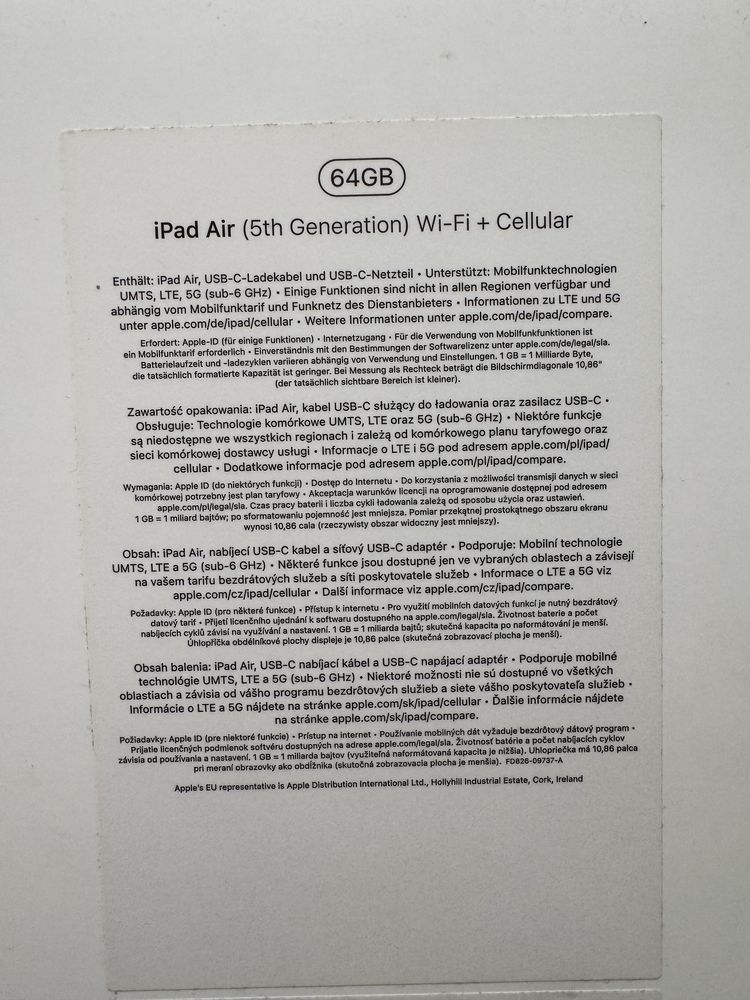 64GB
iPad Air (5th Generation) Wi-Fi + Cellular
Enthält: iPad Air, USB-C-Ladekabel und USB-C-Netzteil • Unterstützt: Mobilfunktechnologien
UMTS, LTE, 5G (sub-6 GHz) • Einige Funktionen sind nicht in allen Regionen verfügbar und
abhängig vom Mobilfunktarif und Funknetz des Dienstanbieters • Informationen zu LTE und 5G
unter apple.com/de/ipad/cellular • Weitere Informationen unter apple.com/de/ipad/compare.
Erfordert: Apple-ID (für einige Funktionen) • Internetzugang • Für die Verwendung von Mobilfunkfunktionen ist
ein Mobilfunktarif erforderlich • Einverständnis mit den Bestimmungen der Softwarelizenz unter apple.com/de/legal/sla.
Batterielaufzeit und -ladezyklen variieren abhängig von Verwendung und Einstellungen. 1 GB = 1 Milliarde Byte,
die tatsächlich formatierte Kapazität ist geringer. Bei Messung als Rechteck beträgt die Bildschirmdiagonale 10,86"
(der tatsächlich sichtbare Bereich ist kleiner).
Zawartość opakowania: iPad Air, kabel USB-C służący do ładowania oraz zasilacz USB-C •
Obsługuje: Technologie komórkowe UMTS, LTE oraz 5G (sub-6 GHz) • Niektóre funkcje
są niedostępne we wszystkich regionach i zależą od komórkowego planu taryfowego oraz
sieci komórkowej dostawcy usługi • Informacje o LTE i 5G pod adresem apple.com/pl/ipad/
cellular • Dodatkowe informacje pod adresem apple.com/pl/ipad/compare.
Wymagania: Apple ID (do niektórych funkcji) • Dostęp do Internetu • Do korzystania z możliwości transmisji danych w sieci
komórkowej potrzebny jest plan taryfowy • Akceptacja warunków licencji na oprogramowanie dostępnej pod adresem
apple.com/pl/legal/sla. Czas pracy baterii i liczba cykli ładowania zależą od sposobu użycia oraz ustawień.
1 GB = 1 miliard bajtów; po sformatowaniu pojemność jest mniejsza. Pomiar przekątnej prostokątnego obszaru ekranu
wynosi 10,86 cala (rzeczywisty obszar widoczny jest mniejszy).
Obsah: iPad Air, nabíjecí USB-C kabel a síťový USB-C adaptér • Podporuje: Mobilní technologie
UMTS, LTE a 5G (sub-6 GHz) • Některé funkce jsou dostupné jen ve vybraných oblastech a závisejí
na vašem tarifu bezdrátových služeb a síti poskytovatele služeb • Informace o LTE a 5G viz
apple.com/cz/ipad/cellular • Další informace viz apple.com/cz/ipad/compare.
Požadavky: Apple ID (pro některé funkce) • Přístup k internetu • Pro využití mobilních datových funkcí je nutný bezdrátový
datový tarif • Přijetí licenčního ujednání k softwaru dostupného na apple.com/legal/sla. Životnost baterie a počet
nabíjecích cyklů závisí na využívání a nastavení. 1 GB = 1 miliarda bajtů; skutečná kapacita po naformátování je menší.
Úhlopříčka obdélníkové plochy displeje je 10,86 palce (skutečná zobrazovací plocha je menší).
Obsah balenia: iPad Air, USB-C nabíjací kábel a USB-C napájací adaptér • Podporuje mobilné
technológie UMTS, LTE a 5G (sub-6 GHz) • Niektoré možnosti nie sú dostupné vo všetkých
oblastiach a závisia od vášho programu bezdrôtových služieb a siete vášho poskytovateľa služieb •
Informácie o LTE a 5G nájdete na stránke apple.com/sk/ipad/cellular • Ďalšie informácie nájdete
na stránke apple.com/sk/ipad/compare.
Požiadavky: Apple ID (pre niektoré funkcie) • Prístup na internet • Používanie mobilných dát vyžaduje bezdrôtový dátový program •
Prijatie licenčných podmienok softvéru dostupných na adrese apple.com/legal/sla. Životnosť batérie a počet nabíjacích cyklov
závisia od používania a nastavení. 1 GB = 1 miliarda bajtov (využiteľná naformátovaná kapacita je nižšia). Uhlopriečka má 10,86 palca
pri meraní obrazovky ako obdĺžnika (skutočná zobrazovacia plocha je menšia). FD826-09737-A
Apple's EU representative is Apple Distribution International Ltd., Hollyhill Industrial Estate, Cork, Ireland